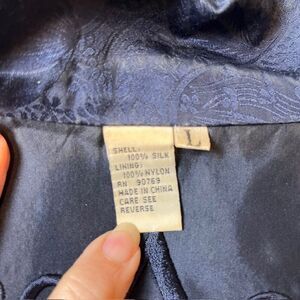 L
SHELL:
100% SILK
LINING:
100% NYLON
RN 90769
MADE IN CHINA
CARE SEE
REVERSE